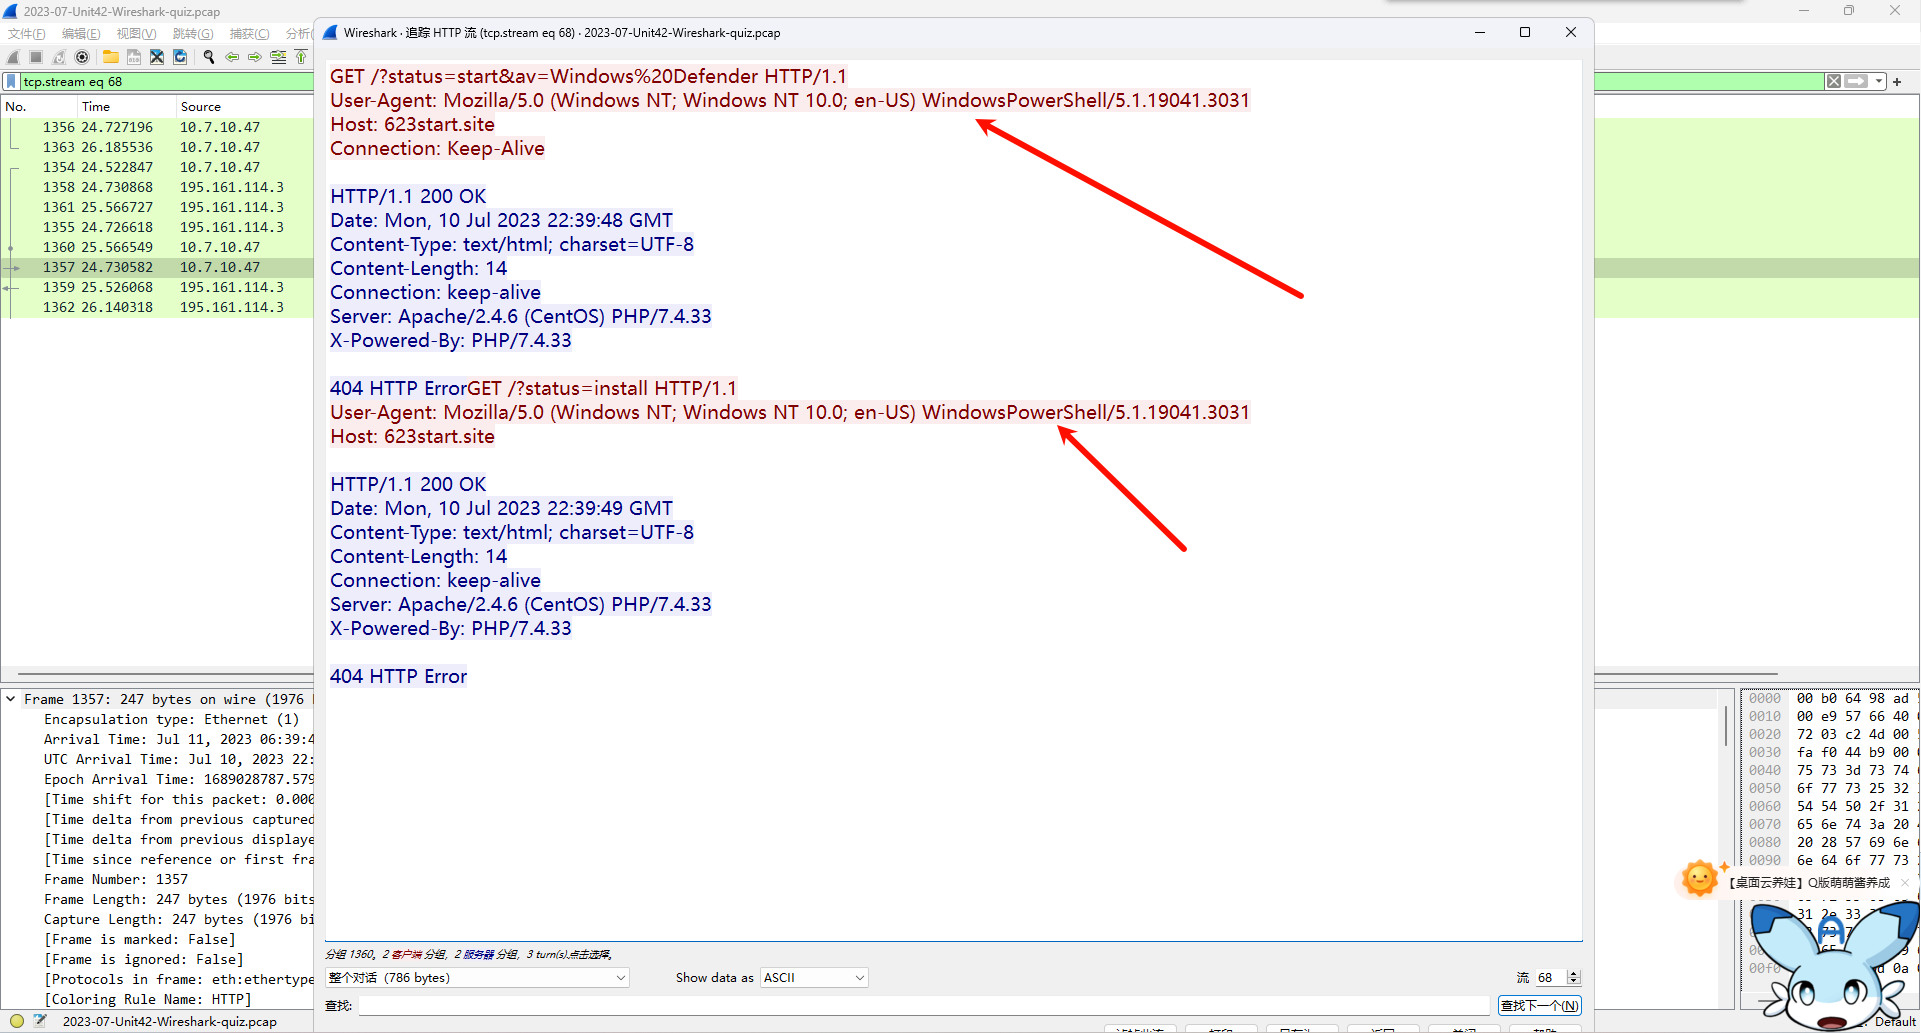 2023-07-Unit42-Wireshark-quiz.pcap
文件(F) 编辑(E) 视图(V) 跳转(G) 捕获(C) 分析(
tcp.stream eq 68
No. Time Source
1356 24.727196 10.7.10.47
1363 26.185536 10.7.10.47
1354 24.522847 10.7.10.47
1358 24.730868 195.161.114.3
1361 25.566727 195.161.114.3
1355 24.726618 195.161.114.3
1360 25.566549 10.7.10.47
1357 24.730582 10.7.10.47
1359 25.526068 195.161.114.3
1362 26.140318 195.161.114.3
Wireshark · 追踪 HTTP 流 (tcp.stream eq 68) · 2023-07-Unit42-Wireshark-quiz.pcap
GET /?status=start&av=Windows%20Defender HTTP/1.1
User-Agent: Mozilla/5.0 (Windows NT; Windows NT 10.0; en-US) WindowsPowerShell/5.1.19041.3031
Host: 623start.site
Connection: Keep-Alive
HTTP/1.1 200 OK
Date: Mon, 10 Jul 2023 22:39:48 GMT
Content-Type: text/html; charset=UTF-8
Content-Length: 14
Connection: keep-alive
Server: Apache/2.4.6 (CentOS) PHP/7.4.33
X-Powered-By: PHP/7.4.33
404 HTTP ErrorGET /?status=install HTTP/1.1
User-Agent: Mozilla/5.0 (Windows NT; Windows NT 10.0; en-US) WindowsPowerShell/5.1.19041.3031
Host: 623start.site
HTTP/1.1 200 OK
Date: Mon, 10 Jul 2023 22:39:49 GMT
Content-Type: text/html; charset=UTF-8
Content-Length: 14
Connection: keep-alive
Server: Apache/2.4.6 (CentOS) PHP/7.4.33
X-Powered-By: PHP/7.4.33
404 HTTP Error
分组 1360。2 客户端 分组, 2 服务器 分组, 3 turn(s).点击选择。
整个对话 (786 bytes) Show data as ASCII 流 68
查找: 查找下一个(N)
Frame 1357: 247 bytes on wire (1976
Encapsulation type: Ethernet (1)
Arrival Time: Jul 11, 2023 06:39:4
UTC Arrival Time: Jul 10, 2023 22:
Epoch Arrival Time: 1689028787.579
[Time shift for this packet: 0.000
[Time delta from previous captured
[Time delta from previous displaye
[Time since reference or first fra
Frame Number: 1357
Frame Length: 247 bytes (1976 bits
Capture Length: 247 bytes (1976 bi
[Frame is marked: False]
[Frame is ignored: False]
[Protocols in frame: eth:ethertype
[Coloring Rule Name: HTTP]
0000 00 b0 64 98 ad
0010 00 e9 57 66 40
0020 72 03 c2 4d 00
0030 fa f0 44 b9 00
0040 75 73 3d 73 74
0050 6f 77 73 25 32
0060 54 54 50 2f 31
0070 65 6e 74 3a 20
0080 20 28 57 69 6e
0090 6e 64 6f 77 73
【桌面云养娃】Q版萌萌酱养成
31 2e 33
00f0 0d 0a
2023-07-Unit42-Wireshark-quiz.pcap
Default